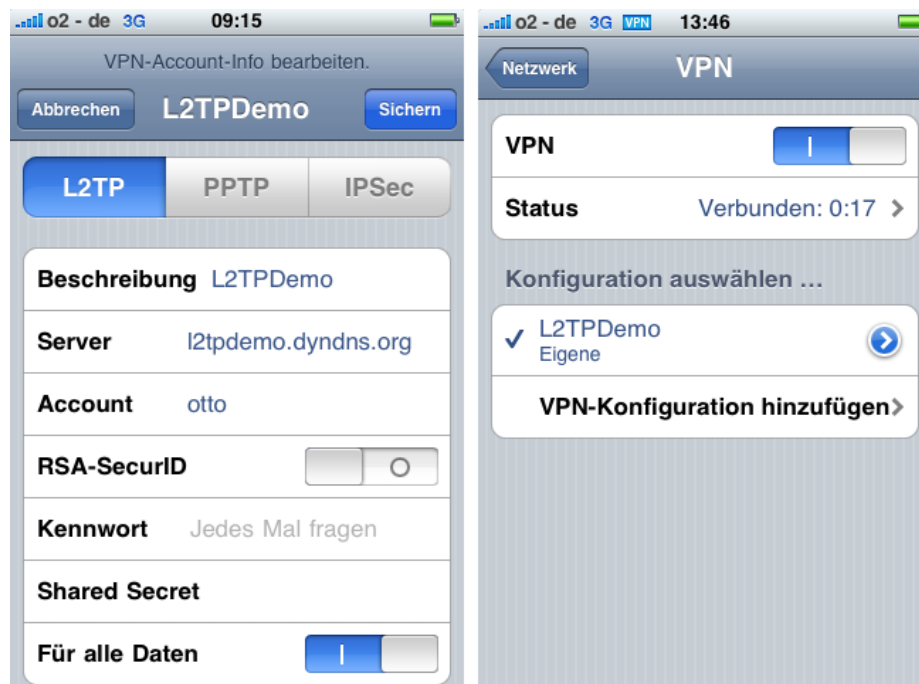 o2 - de 3G 09:15
VPN-Account-Info bearbeiten.
Abbrechen L2TPDemo Sichern
L2TP PPTP IPSec
Beschreibung L2TPDemo
Server l2tpdemo.dyndns.org
Account otto
RSA-SecurID
Kennwort Jedes Mal fragen
Shared Secret
Für alle Daten
o2 - de 3G VPN 13:46
Netzwerk VPN
VPN
Status Verbunden: 0:17
Konfiguration auswählen ...
L2TPDemo
Eigene
VPN-Konfiguration hinzufügen